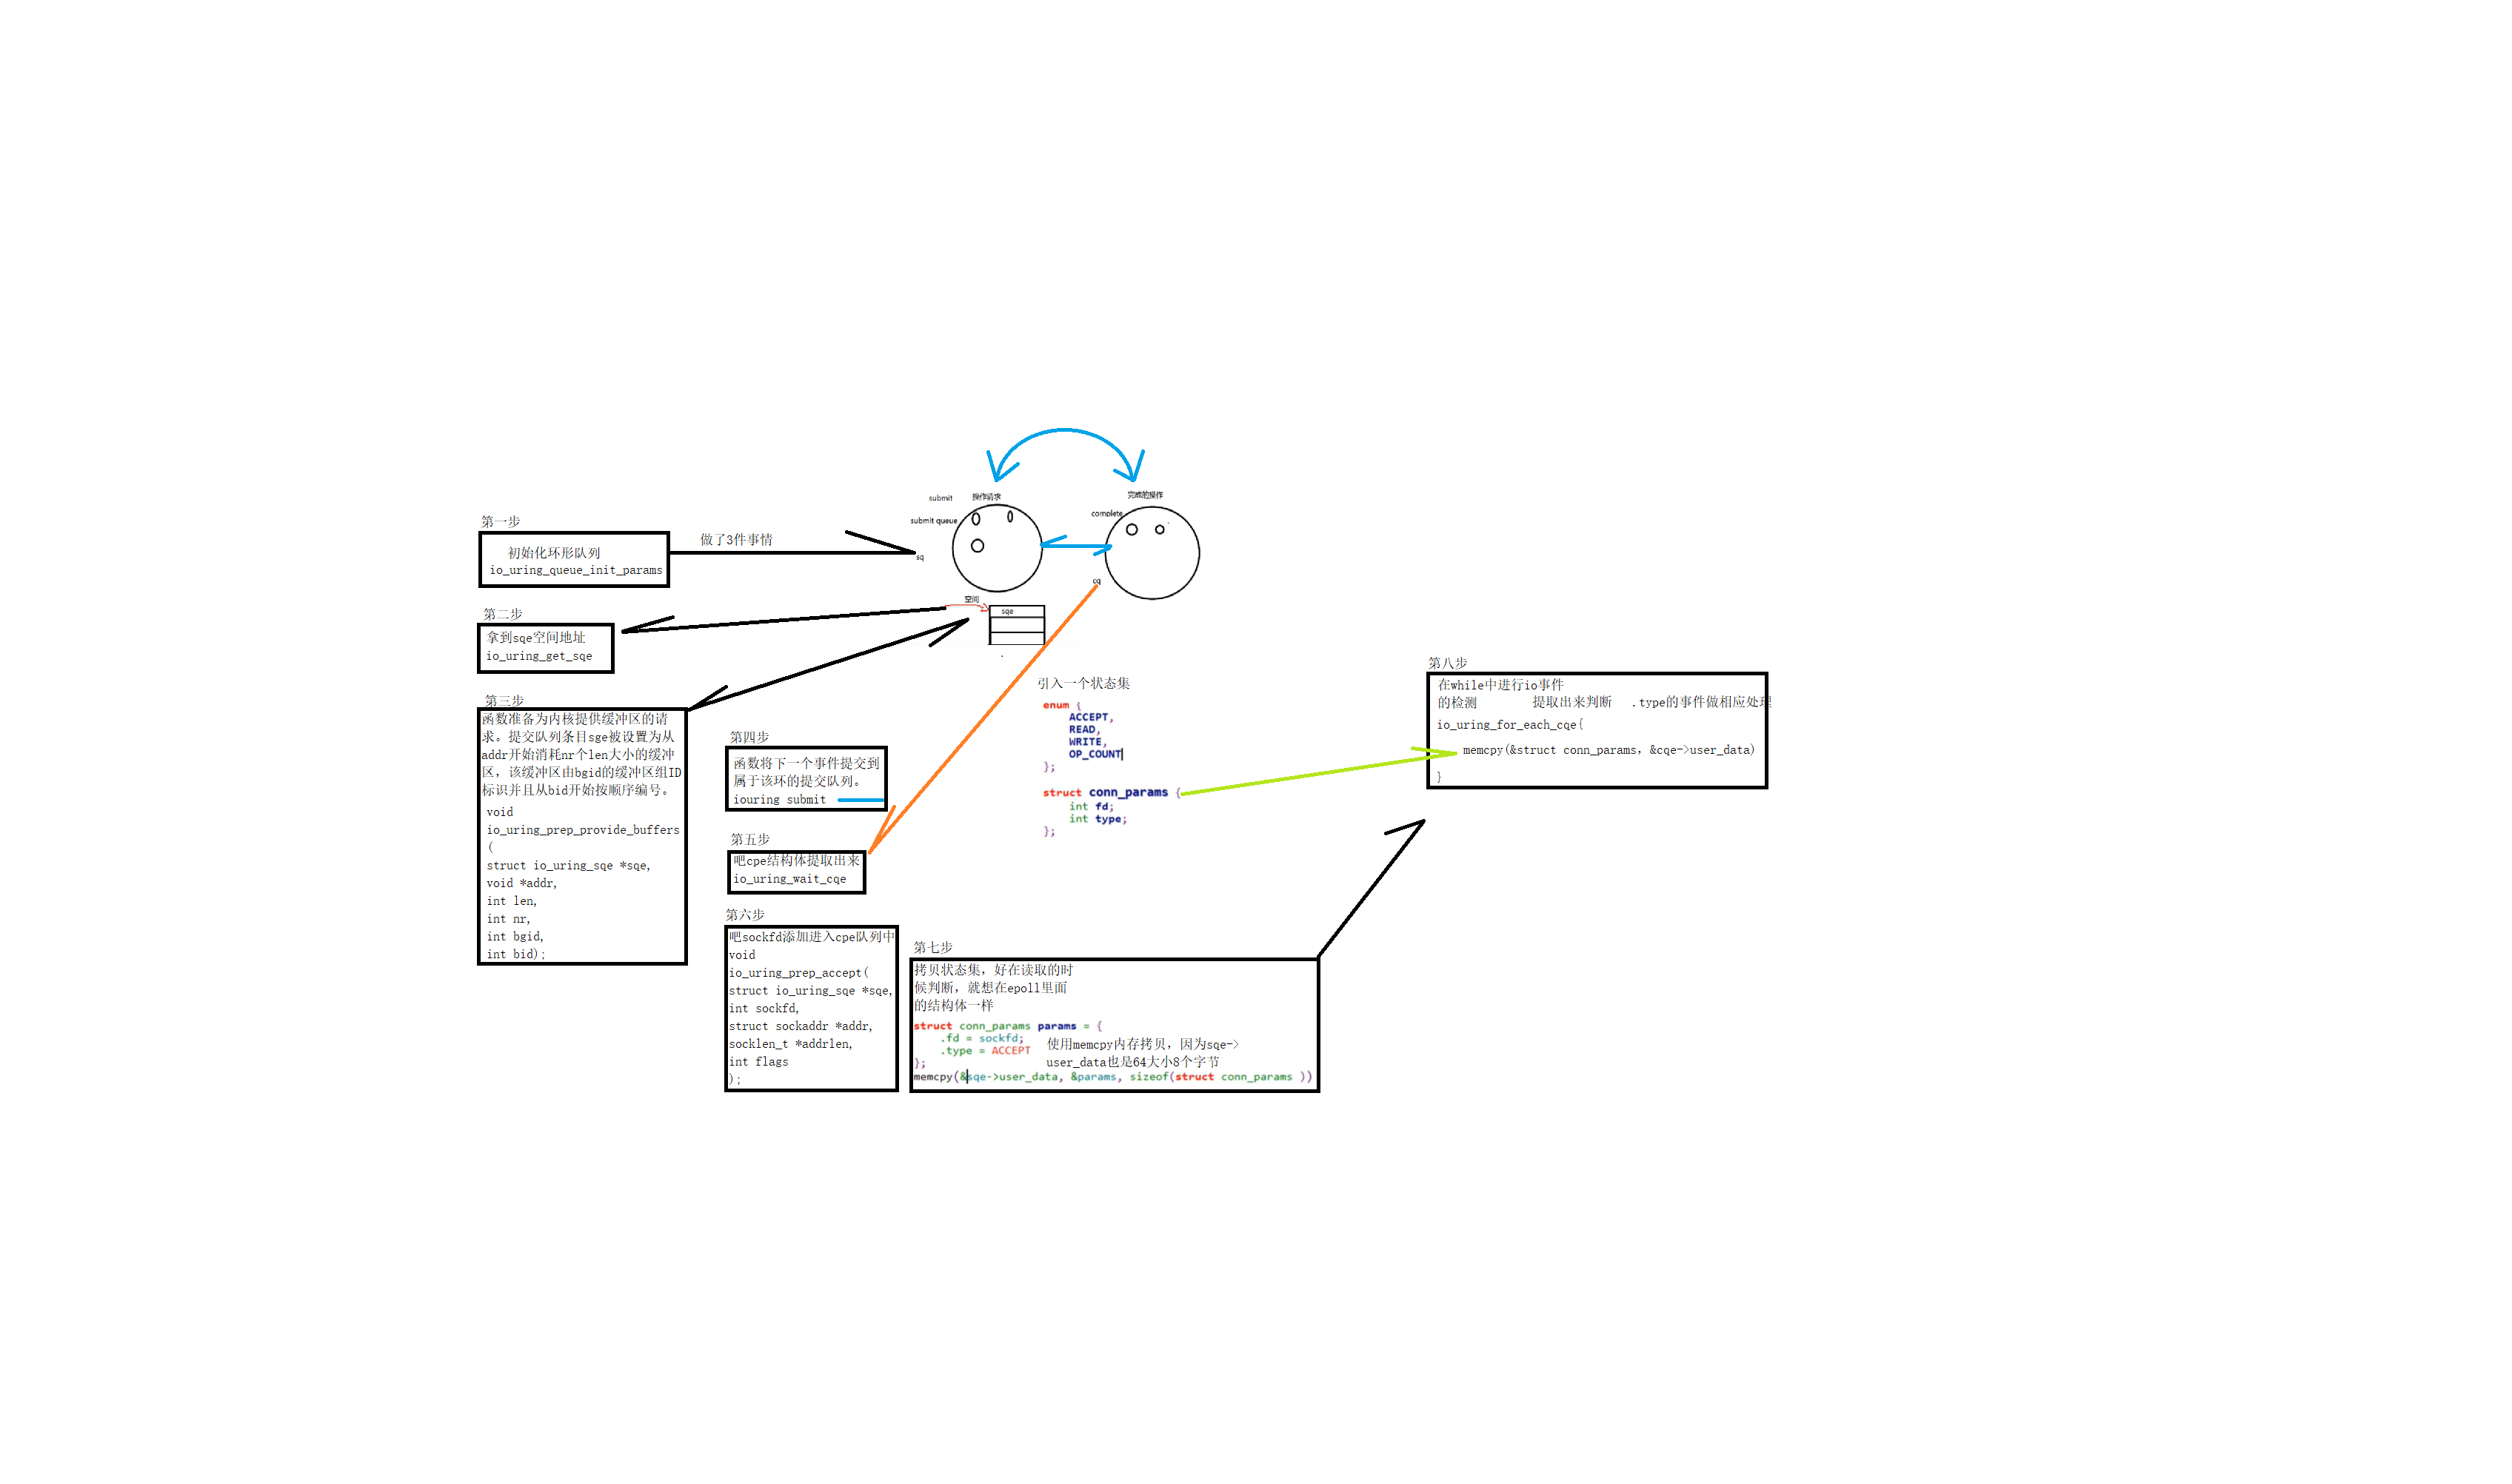 submit
操作请求
完成的操作
submit queue
complete
sq
cq
空间
sqe
第一步
初始化环形队列
io_uring_queue_init_params
做了3件事情
第二步
拿到sqe空间地址
io_uring_get_sqe
第三步
函数准备为内核提供缓冲区的请
求。提交队列条目sge被设置为从
addr开始消耗nr个len大小的缓冲
区，该缓冲区由bgid的缓冲区组ID
标识并且从bid开始按顺序编号。
void
io_uring_prep_provide_buffers
(
struct io_uring_sqe *sqe,
void *addr,
int len,
int nr,
int bgid,
int bid);
第四步
函数将下一个事件提交到
属于该环的提交队列。
iouring submit
第五步
吧cpe结构体提取出来
io_uring_wait_cqe
第六步
吧sockfd添加进入cpe队列中
void
io_uring_prep_accept(
struct io_uring_sqe *sqe,
int sockfd,
struct sockaddr *addr,
socklen_t *addrlen,
int flags
);
引入一个状态集
enum {
ACCEPT,
READ,
WRITE,
OP_COUNT
};
struct conn_params {
int fd;
int type;
};
第七步
拷贝状态集，好在读取的时
候判断，就想在epoll里面
的结构体一样
struct conn_params params = {
.fd = sockfd;
.type = ACCEPT
};
使用memcpy内存拷贝，因为sqe->
user_data也是64大小8个字节
memcpy(&sqe->user_data, &params, sizeof(struct conn_params ))
第八步
在while中进行io事件
的检测 提取出来判断 .type的事件做相应处理
io_uring_for_each_cqe{
memcpy(&struct conn_params, &cqe->user_data)
}